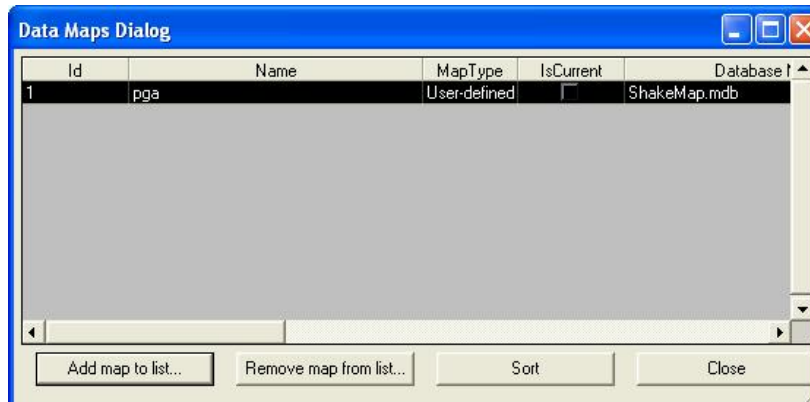 Data Maps Dialog
Id Name MapType IsCurrent Database
1 pga User-defined ShakeMap.mdb
Add map to list... Remove map from list... Sort Close